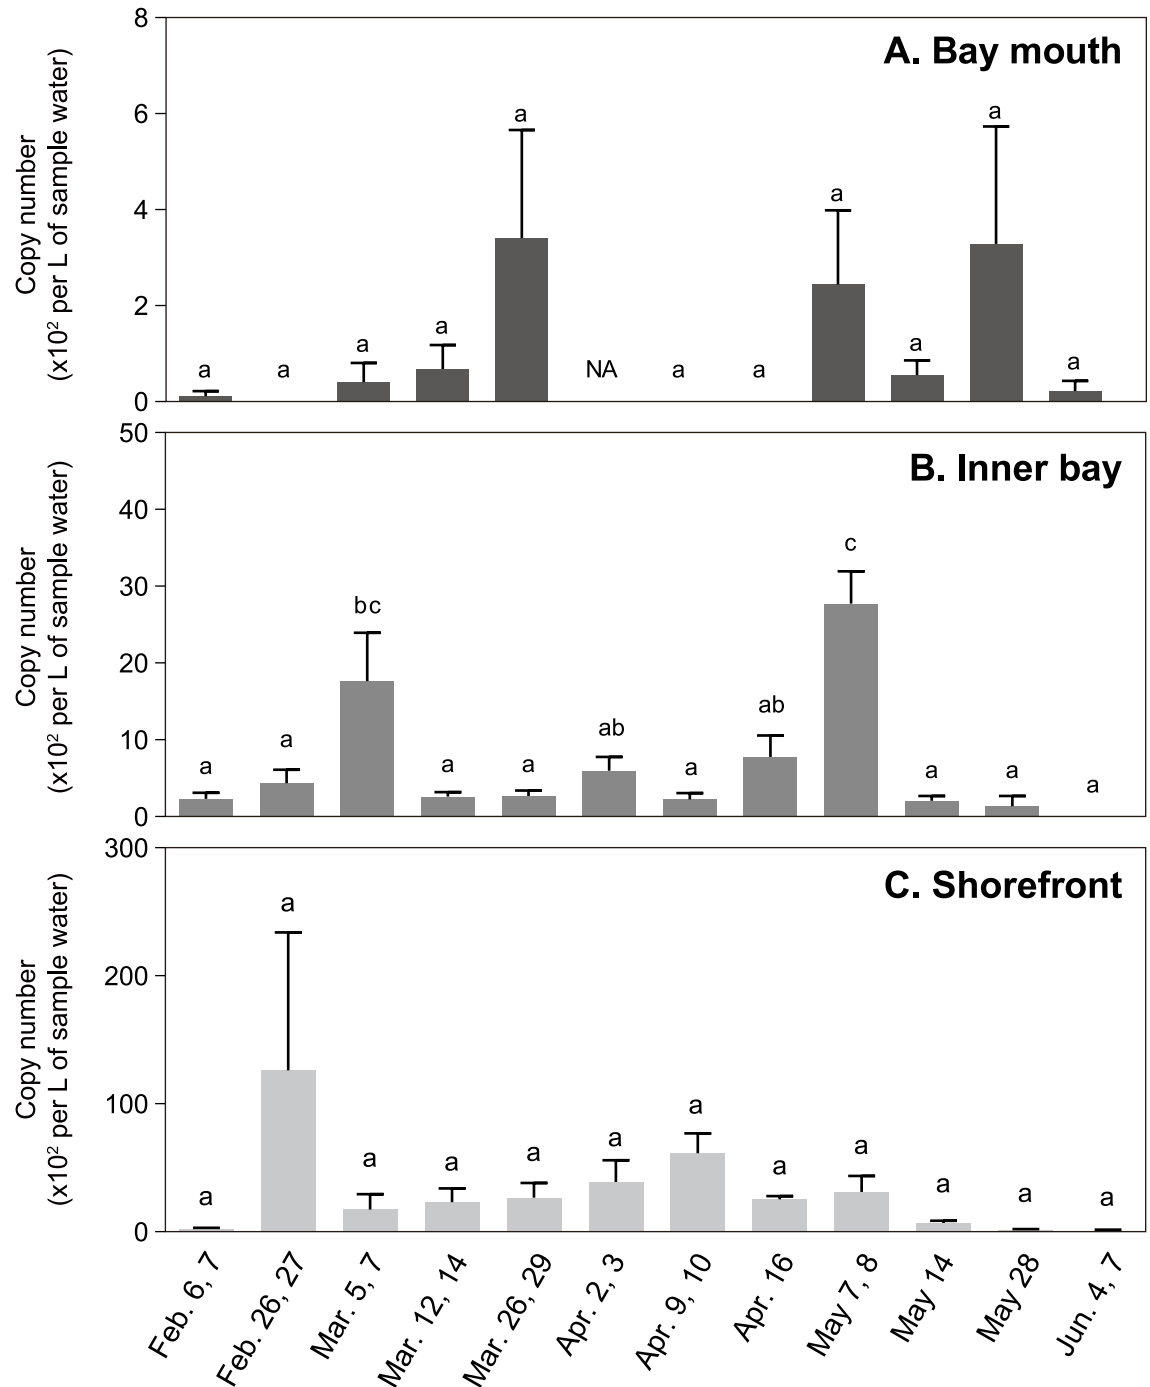 A. Bay mouth
Copy number
(x10² per L of sample water)
8
6
4
2
0
a
a
a
a
a
NA
a
a
a
a
a
a
B. Inner bay
Copy number
(x10² per L of sample water)
50
40
30
20
10
0
a
a
bc
a
a
ab
a
ab
c
a
a
a
C. Shorefront
Copy number
(x10² per L of sample water)
300
200
100
0
a
a
a
a
a
a
a
a
a
a
a
a
Feb. 6, 7
Feb. 26, 27
Mar. 5, 7
Mar. 12, 14
Mar. 26, 29
Apr. 2, 3
Apr. 9, 10
Apr. 16
May 7, 8
May 14
May 28
Jun. 4, 7